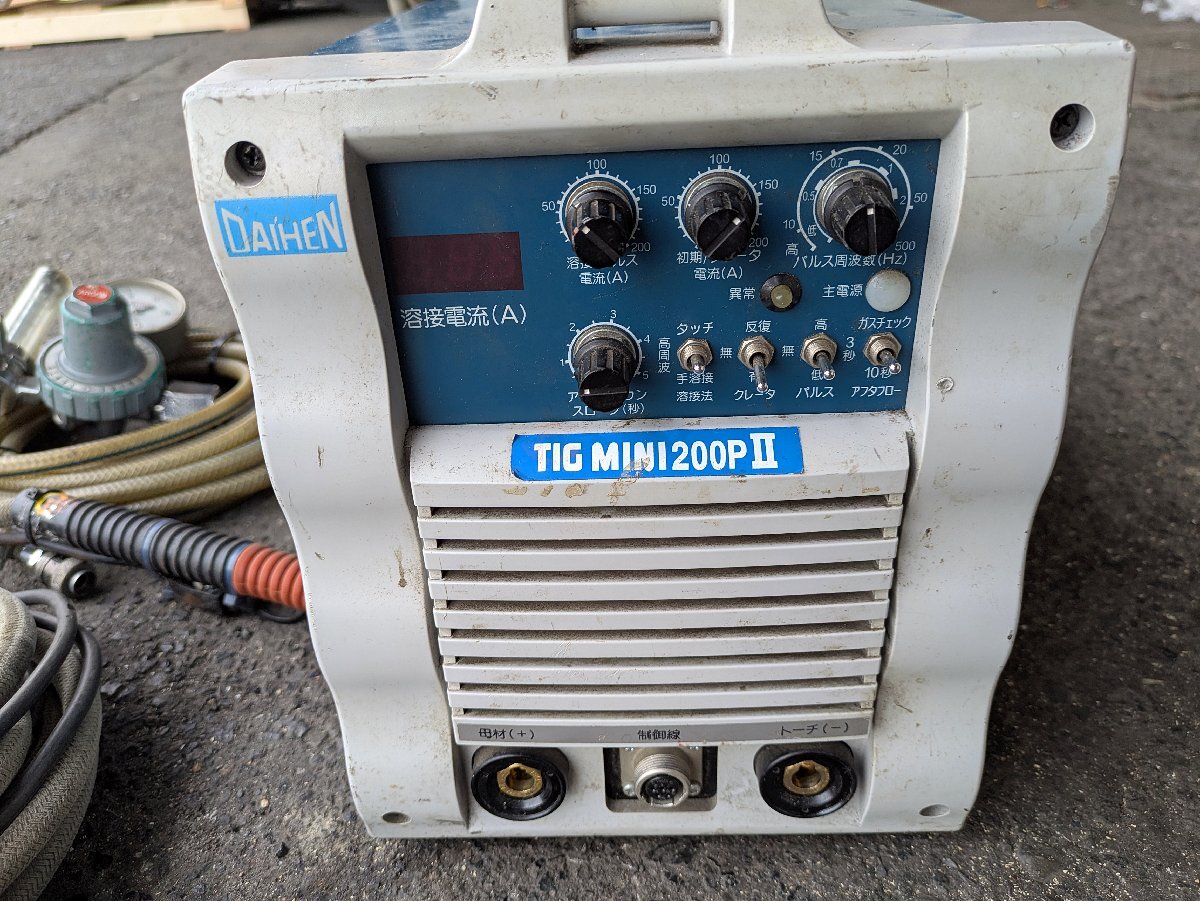 DAIHEN
溶接電流(A)
50
100
150
200
電流(A)
50
100
150
200
電流(A)
15
20
0.7
1
0.5
2
50
10
低
高
500
パルス周波数(Hz)
異常
主電源
1
2
3
4
5
スロープ(秒)
高周波
タッチ
手溶接
溶接法
無
反復
有
クレータ
無
高
低
パルス
ガスチェック
3秒
10秒
アフタフロー
TIG MINI 200P II
母材(+)
制御線
トーチ(-)